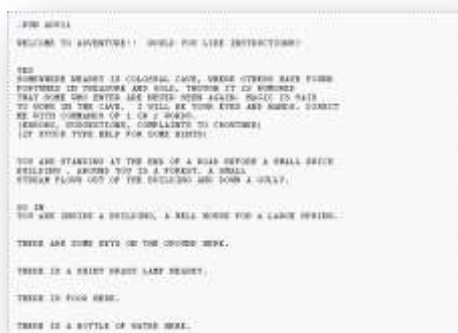 .RUN ADV11
WELCOME TO ADVENTURE!! WOULD YOU LIKE INSTRUCTIONS?
YES
SOMEWHERE NEARBY IS COLOSSAL CAVE, WHERE OTHERS HAVE FOUND
FORTUNES IN TREASURE AND GOLD, THOUGH IT IS RUMORED
THAT SOME WHO ENTER ARE NEVER SEEN AGAIN. MAGIC IS SAID
TO WORK IN THE CAVE. I WILL BE YOUR EYES AND HANDS. DIRECT
ME WITH COMMANDS OF 1 OR 2 WORDS.
(ERRORS, SUGGESTIONS, COMPLAINTS TO CROWTHER)
(IF STUCK TYPE HELP FOR SOME HINTS)
YOU ARE STANDING AT THE END OF A ROAD BEFORE A SMALL BRICK
BUILDING . AROUND YOU IS A FOREST. A SMALL
STREAM FLOWS OUT OF THE BUILDING AND DOWN A GULLY.
GO IN
YOU ARE INSIDE A BUILDING, A WELL HOUSE FOR A LARGE SPRING.
THERE ARE SOME KEYS ON THE GROUND HERE.
THERE IS A SHINY BRASS LAMP NEARBY.
THERE IS FOOD HERE.
THERE IS A BOTTLE OF WATER HERE.